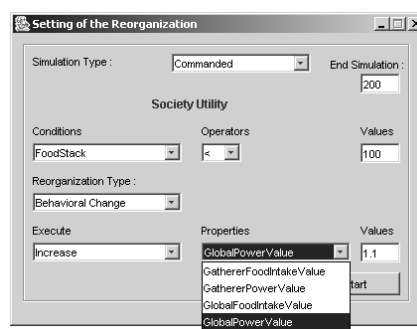 Setting of the Reorganization
Simulation Type :
Commanded
End Simulation :
200
Society Utility
Conditions
Operators
Values
FoodStack
<
100
Reorganization Type :
Behavioral Change
Execute
Properties
Values
Increase
GlobalPowerValue
1.1
GathererFoodIntakeValue
GathererPowerValue
GlobalFoodIntakeValue
GlobalPowerValue